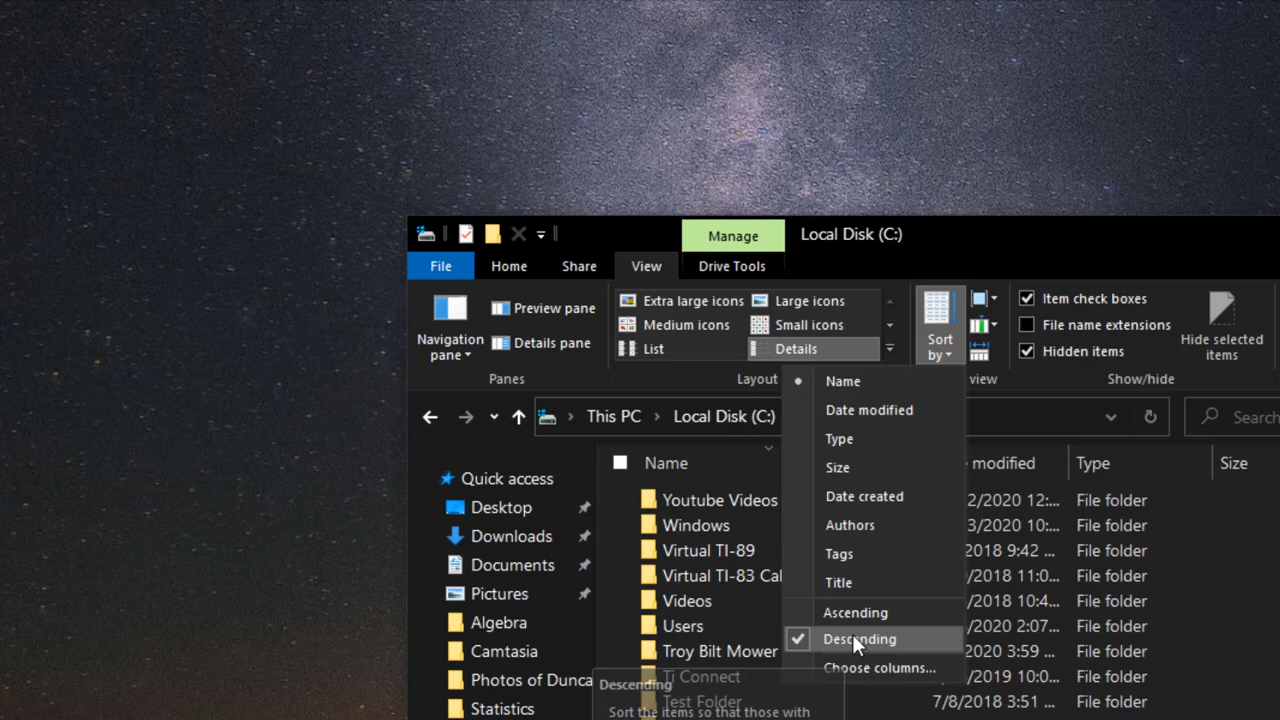 Manage
Local Disk (C:)
File
Home
Share
View
Drive Tools
Navigation pane
Preview pane
Details pane
Panes
Extra large icons
Large icons
Medium icons
Small icons
List
Details
Layout
Sort by
view
Item check boxes
File name extensions
Hidden items
Hide selected items
Show/hide
This PC
Local Disk (C:)
Search
Name
Date modified
Type
Size
Date created
Authors
Tags
Title
Ascending
Descending
Choose columns...
Quick access
Desktop
Downloads
Documents
Pictures
Algebra
Camtasia
Photos of Dunca
Statistics
Name
modified
Type
Size
Youtube Videos
2/2020 12:...
File folder
Windows
3/2020 10:...
File folder
Virtual TI-89
/2018 9:42 ...
File folder
Virtual TI-83 Cal
/2018 11:0...
File folder
Videos
/2018 10:4...
File folder
Users
/2020 2:07...
File folder
Troy Bilt Mower
/2020 3:59 ...
File folder
Ti Connect
/2019 10:0...
File folder
Test Folder
7/8/2018 3:51 ...
File folder
Descending
Sort the items so that those with